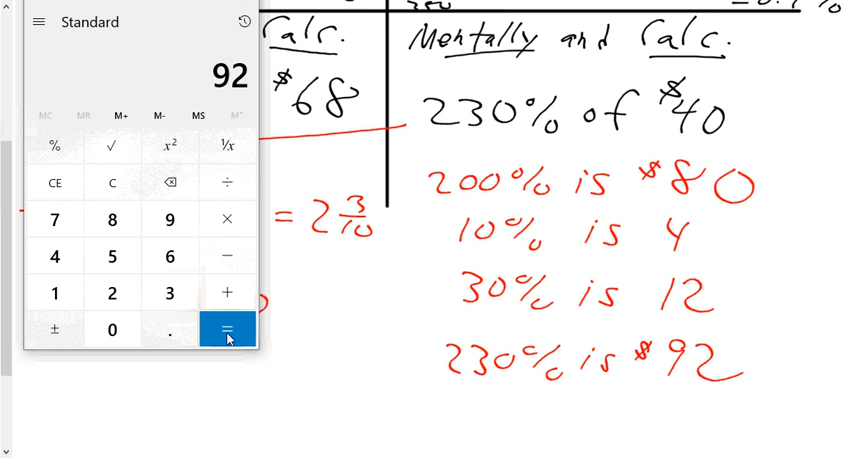 Standard
92
MC MR M+ M- MS M˅
% √ x² ¹/x
CE C ÷
7 8 9 ×
4 5 6 −
1 2 3 +
± 0 . =
Calc.
$68
= 2 3/10
Mentally and Calc.
230% of $40
200% is $80
10% is 4
30% is 12
230% is $92